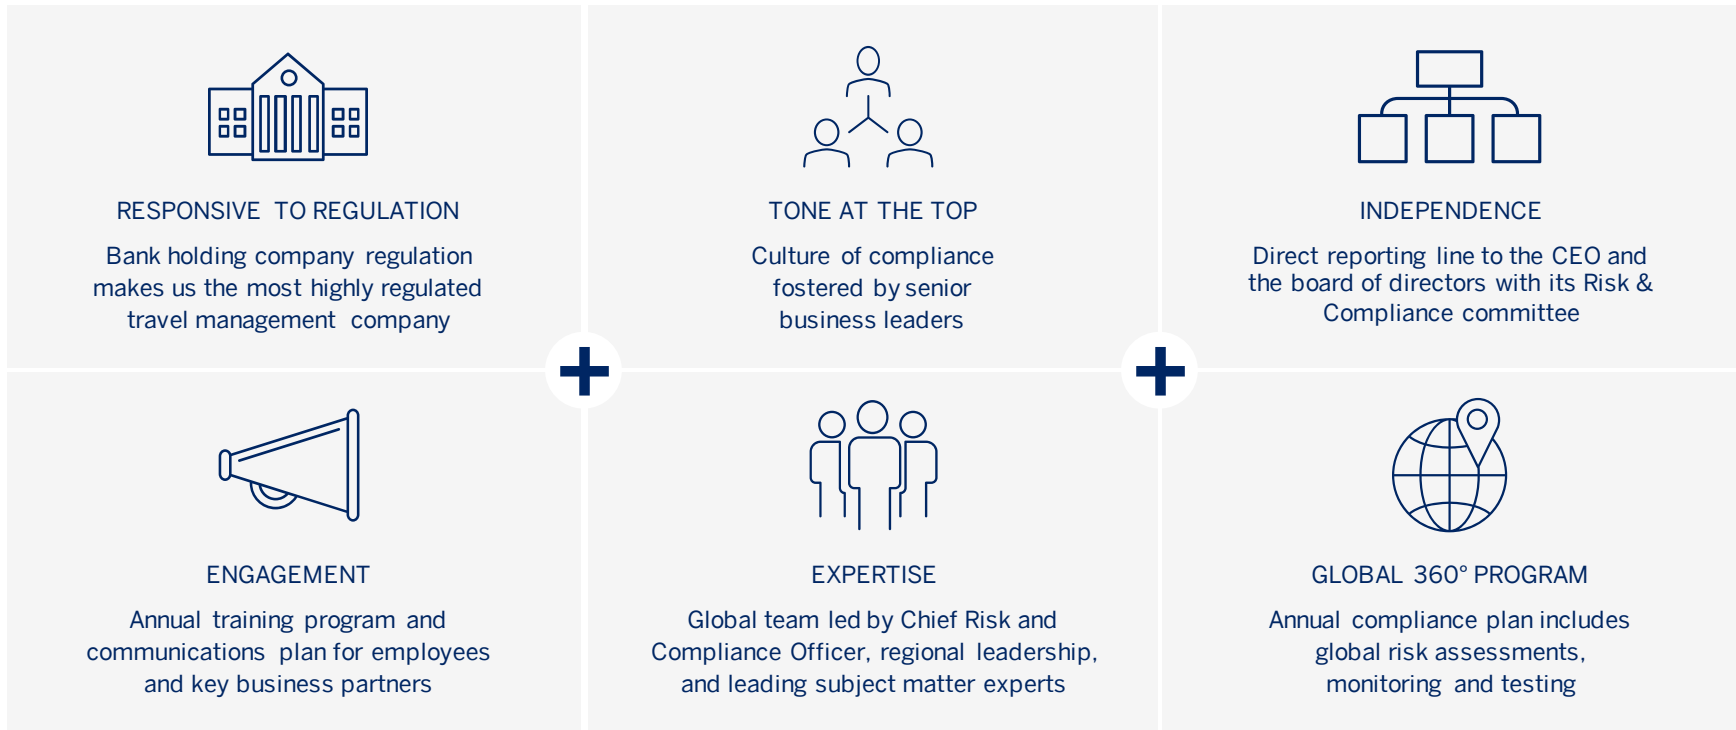 RESPONSIVE TO REGULATION
Bank holding company regulation
makes us the most highly regulated
travel management company
TONE AT THE TOP
Culture of compliance
fostered by senior
business leaders
INDEPENDENCE
Direct reporting line to the CEO and
the board of directors with its Risk &
Compliance committee
ENGAGEMENT
Annual training program and
communications plan for employees
and key business partners
EXPERTISE
Global team led by Chief Risk and
Compliance Officer, regional leadership,
and leading subject matter experts
GLOBAL 360° PROGRAM
Annual compliance plan includes
global risk assessments,
monitoring and testing